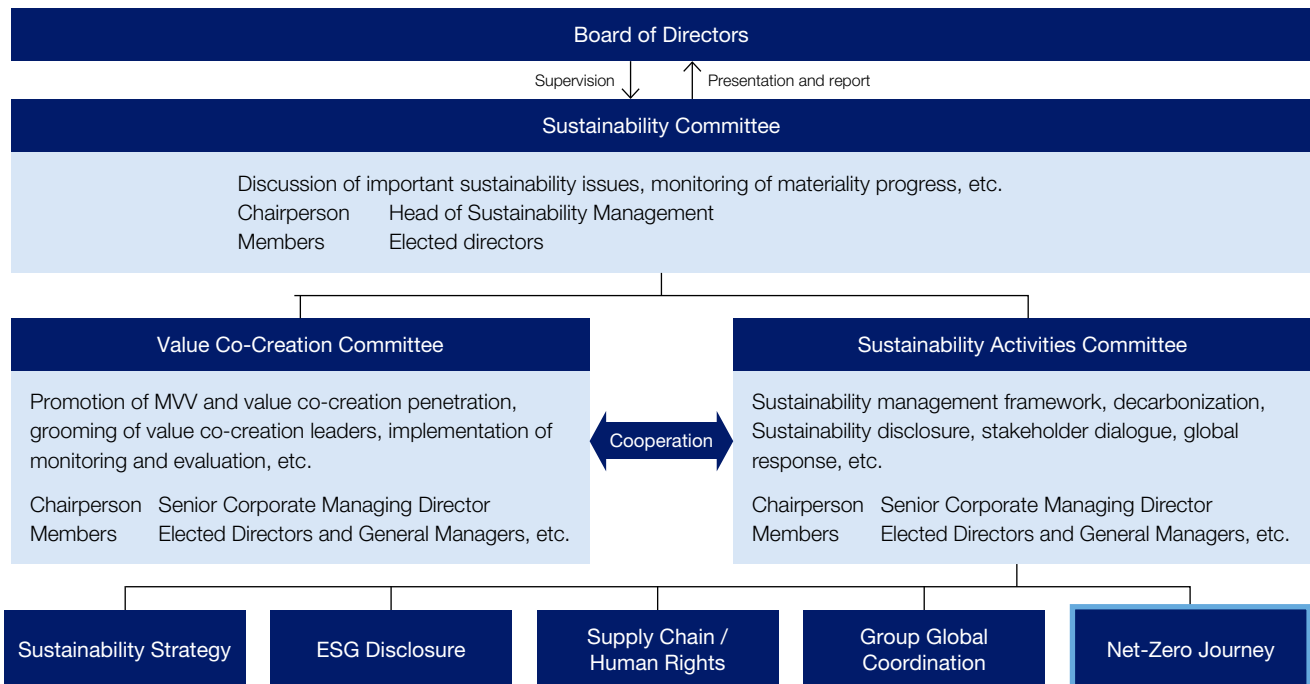 Board of Directors
Supervision
Presentation and report
Sustainability Committee
Discussion of important sustainability issues, monitoring of materiality progress, etc.
Chairperson Head of Sustainability Management
Members Elected directors
Value Co-Creation Committee
Promotion of MVV and value co-creation penetration,
grooming of value co-creation leaders, implementation of
monitoring and evaluation, etc.
Chairperson Senior Corporate Managing Director
Members Elected Directors and General Managers, etc.
Cooperation
Sustainability Activities Committee
Sustainability management framework, decarbonization,
Sustainability disclosure, stakeholder dialogue, global
response, etc.
Chairperson Senior Corporate Managing Director
Members Elected Directors and General Managers, etc.
Sustainability Strategy
ESG Disclosure
Supply Chain /
Human Rights
Group Global
Coordination
Net-Zero Journey